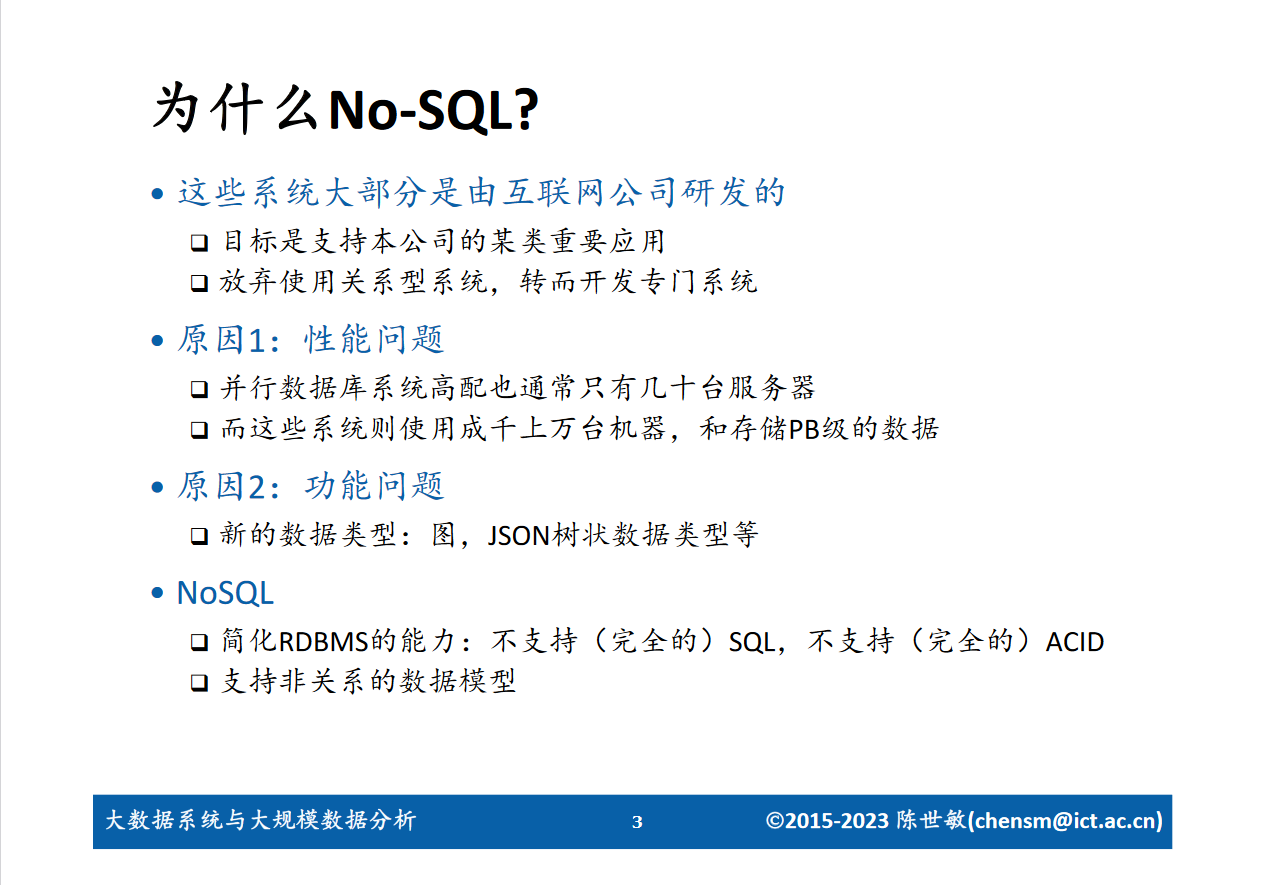 为什么No-SQL?
• 这些系统大部分是由互联网公司研发的
❑ 目标是支持本公司的某类重要应用
❑ 放弃使用关系型系统，转而开发专门系统
• 原因1：性能问题
❑ 并行数据库系统高配也通常只有几十台服务器
❑ 而这些系统则使用成千上万台机器，和存储PB级的数据
• 原因2：功能问题
❑ 新的数据类型：图，JSON树状数据类型等
• NoSQL
❑ 简化RDBMS的能力：不支持（完全的）SQL，不支持（完全的）ACID
❑ 支持非关系的数据模型
大数据系统与大规模数据分析 3 ©2015-2023 陈世敏(chensm@ict.ac.cn)